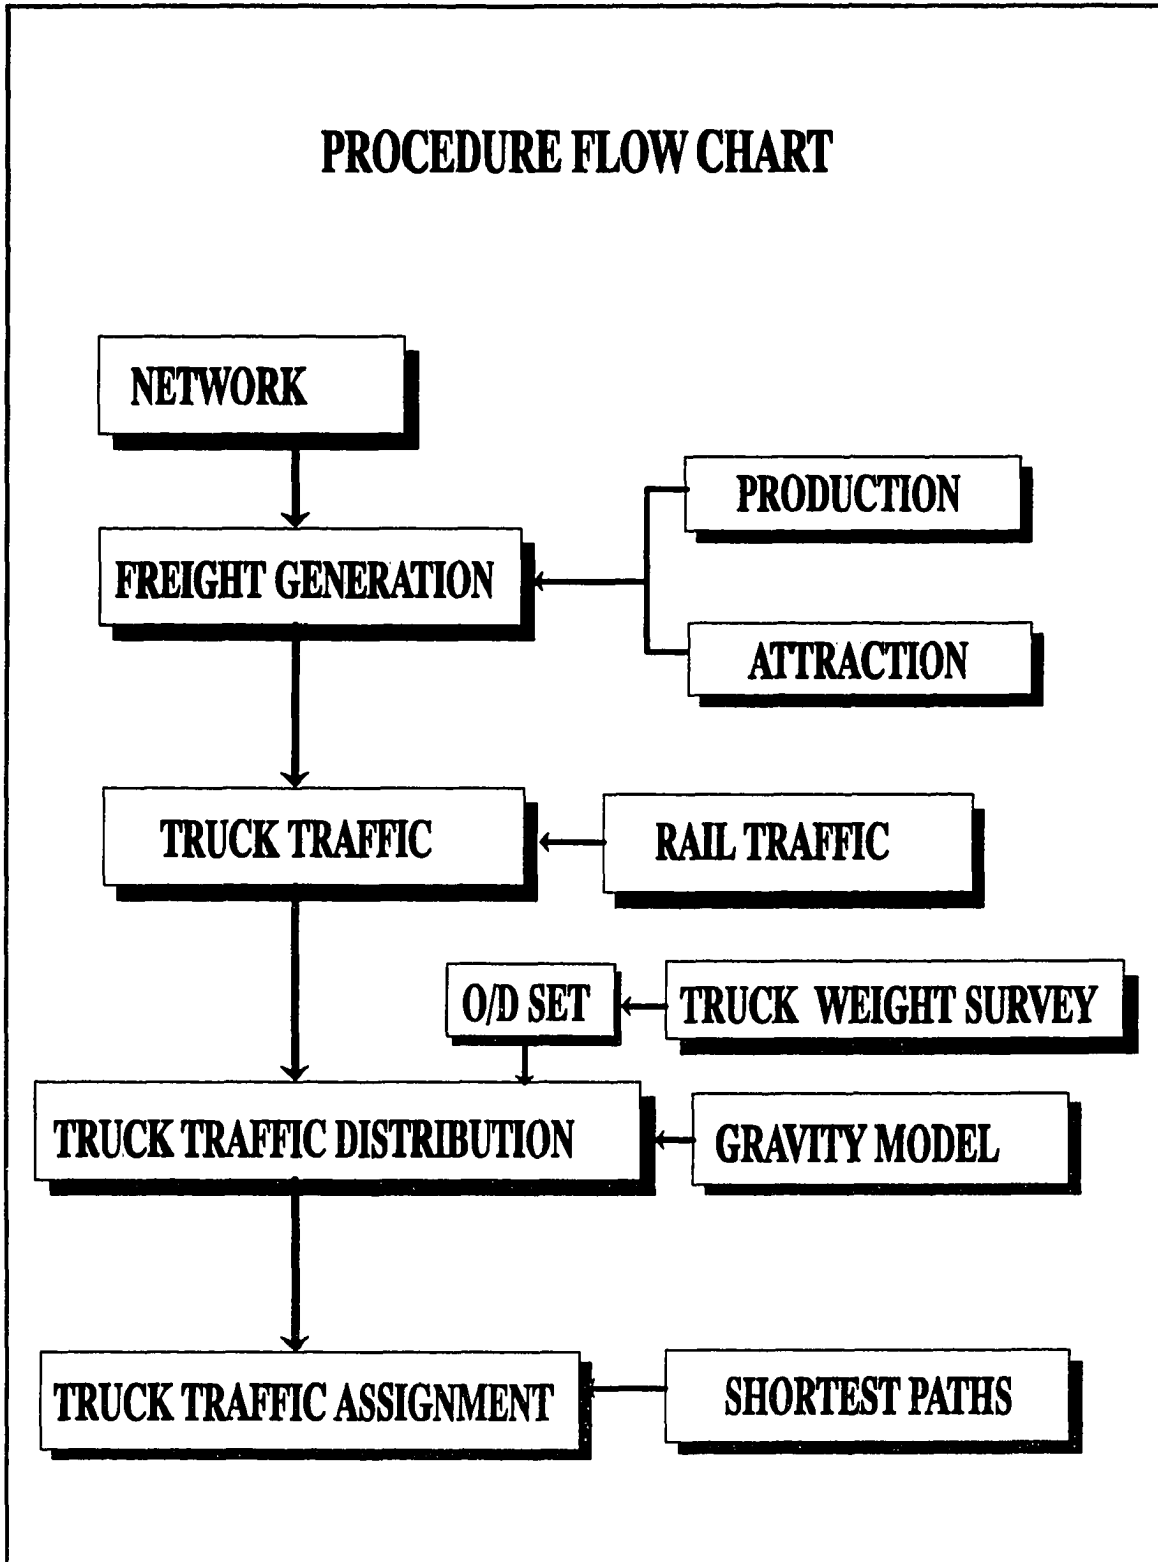 PROCEDURE FLOW CHART
NETWORK
PRODUCTION
FREIGHT GENERATION
ATTRACTION
TRUCK TRAFFIC
RAIL TRAFFIC
O/D SET
TRUCK WEIGHT SURVEY
TRUCK TRAFFIC DISTRIBUTION
GRAVITY MODEL
TRUCK TRAFFIC ASSIGNMENT
SHORTEST PATHS